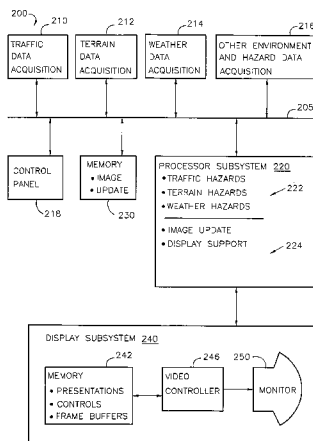 200
210
212
214
216
TRAFFIC
DATA
ACQUISITION
TERRAIN
DATA
ACQUISITION
WEATHER
DATA
ACQUISITION
OTHER ENVIRONMENT
AND HAZARD DATA
ACQUISITION
205
CONTROL
PANEL
218
MEMORY
• IMAGE
• UPDATE
230
PROCESSOR SUBSYSTEM 220
•TRAFFIC HAZARDS
•TERRAIN HAZARDS
•WEATHER HAZARDS
222
• IMAGE UPDATE
• DISPLAY SUPPORT
224
DISPLAY SUBSYSTEM 240
242
246
250
MEMORY
• PRESENTATIONS
• CONTROLS
• FRAME BUFFERS
VIDEO
CONTROLLER
MONITOR